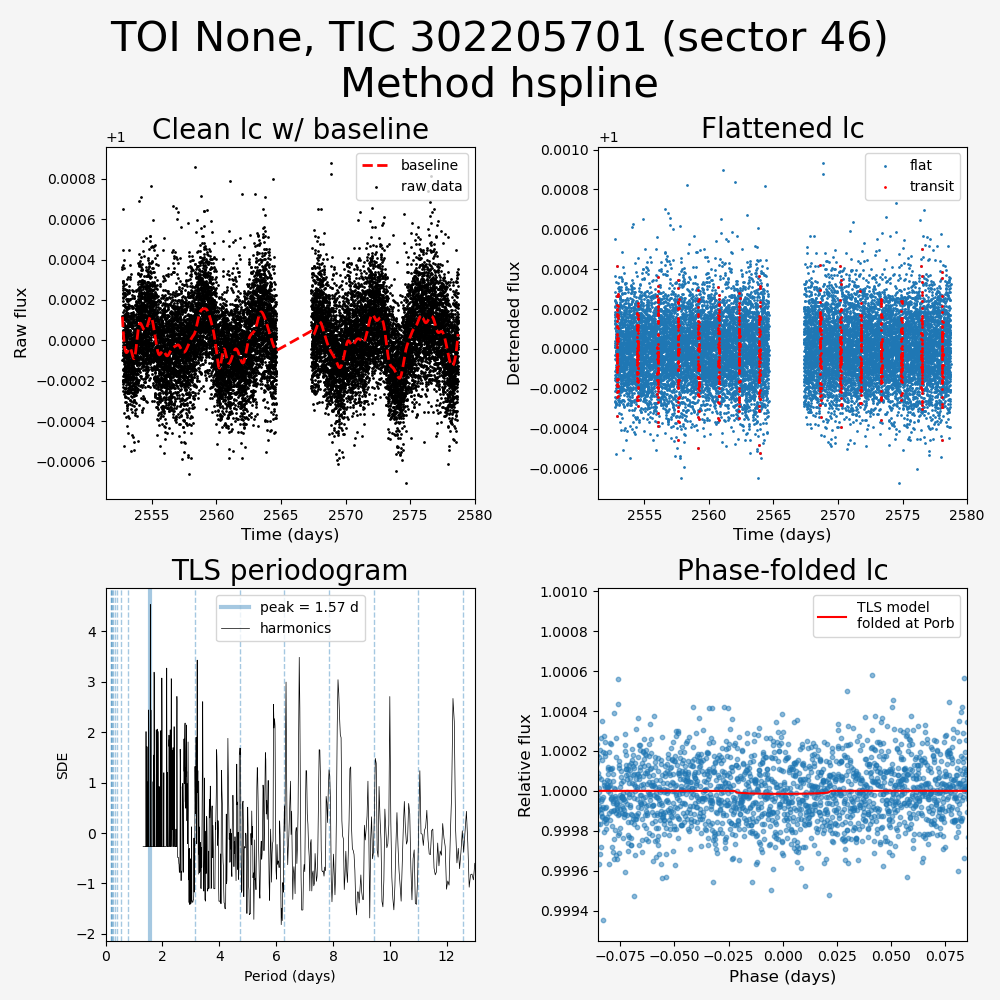 TOI None, TIC 302205701 (sector 46)
Method hspline
Clean lc w/ baseline
+1
baseline
raw data
0.0008
0.0006
0.0004
0.0002
0.0000
−0.0002
−0.0004
−0.0006
Raw flux
2555 2560 2565 2570 2575 2580
Time (days)
Flattened lc
+1
flat
transit
0.0010
0.0008
0.0006
0.0004
0.0002
0.0000
−0.0002
−0.0004
−0.0006
Detrended flux
2555 2560 2565 2570 2575 2580
Time (days)
TLS periodogram
peak = 1.57 d
harmonics
4
3
2
1
0
−1
−2
SDE
0 2 4 6 8 10 12
Period (days)
Phase-folded lc
TLS model
folded at Porb
1.0010
1.0008
1.0006
1.0004
1.0002
1.0000
0.9998
0.9996
0.9994
Relative flux
−0.075 −0.050 −0.025 0.000 0.025 0.050 0.075
Phase (days)